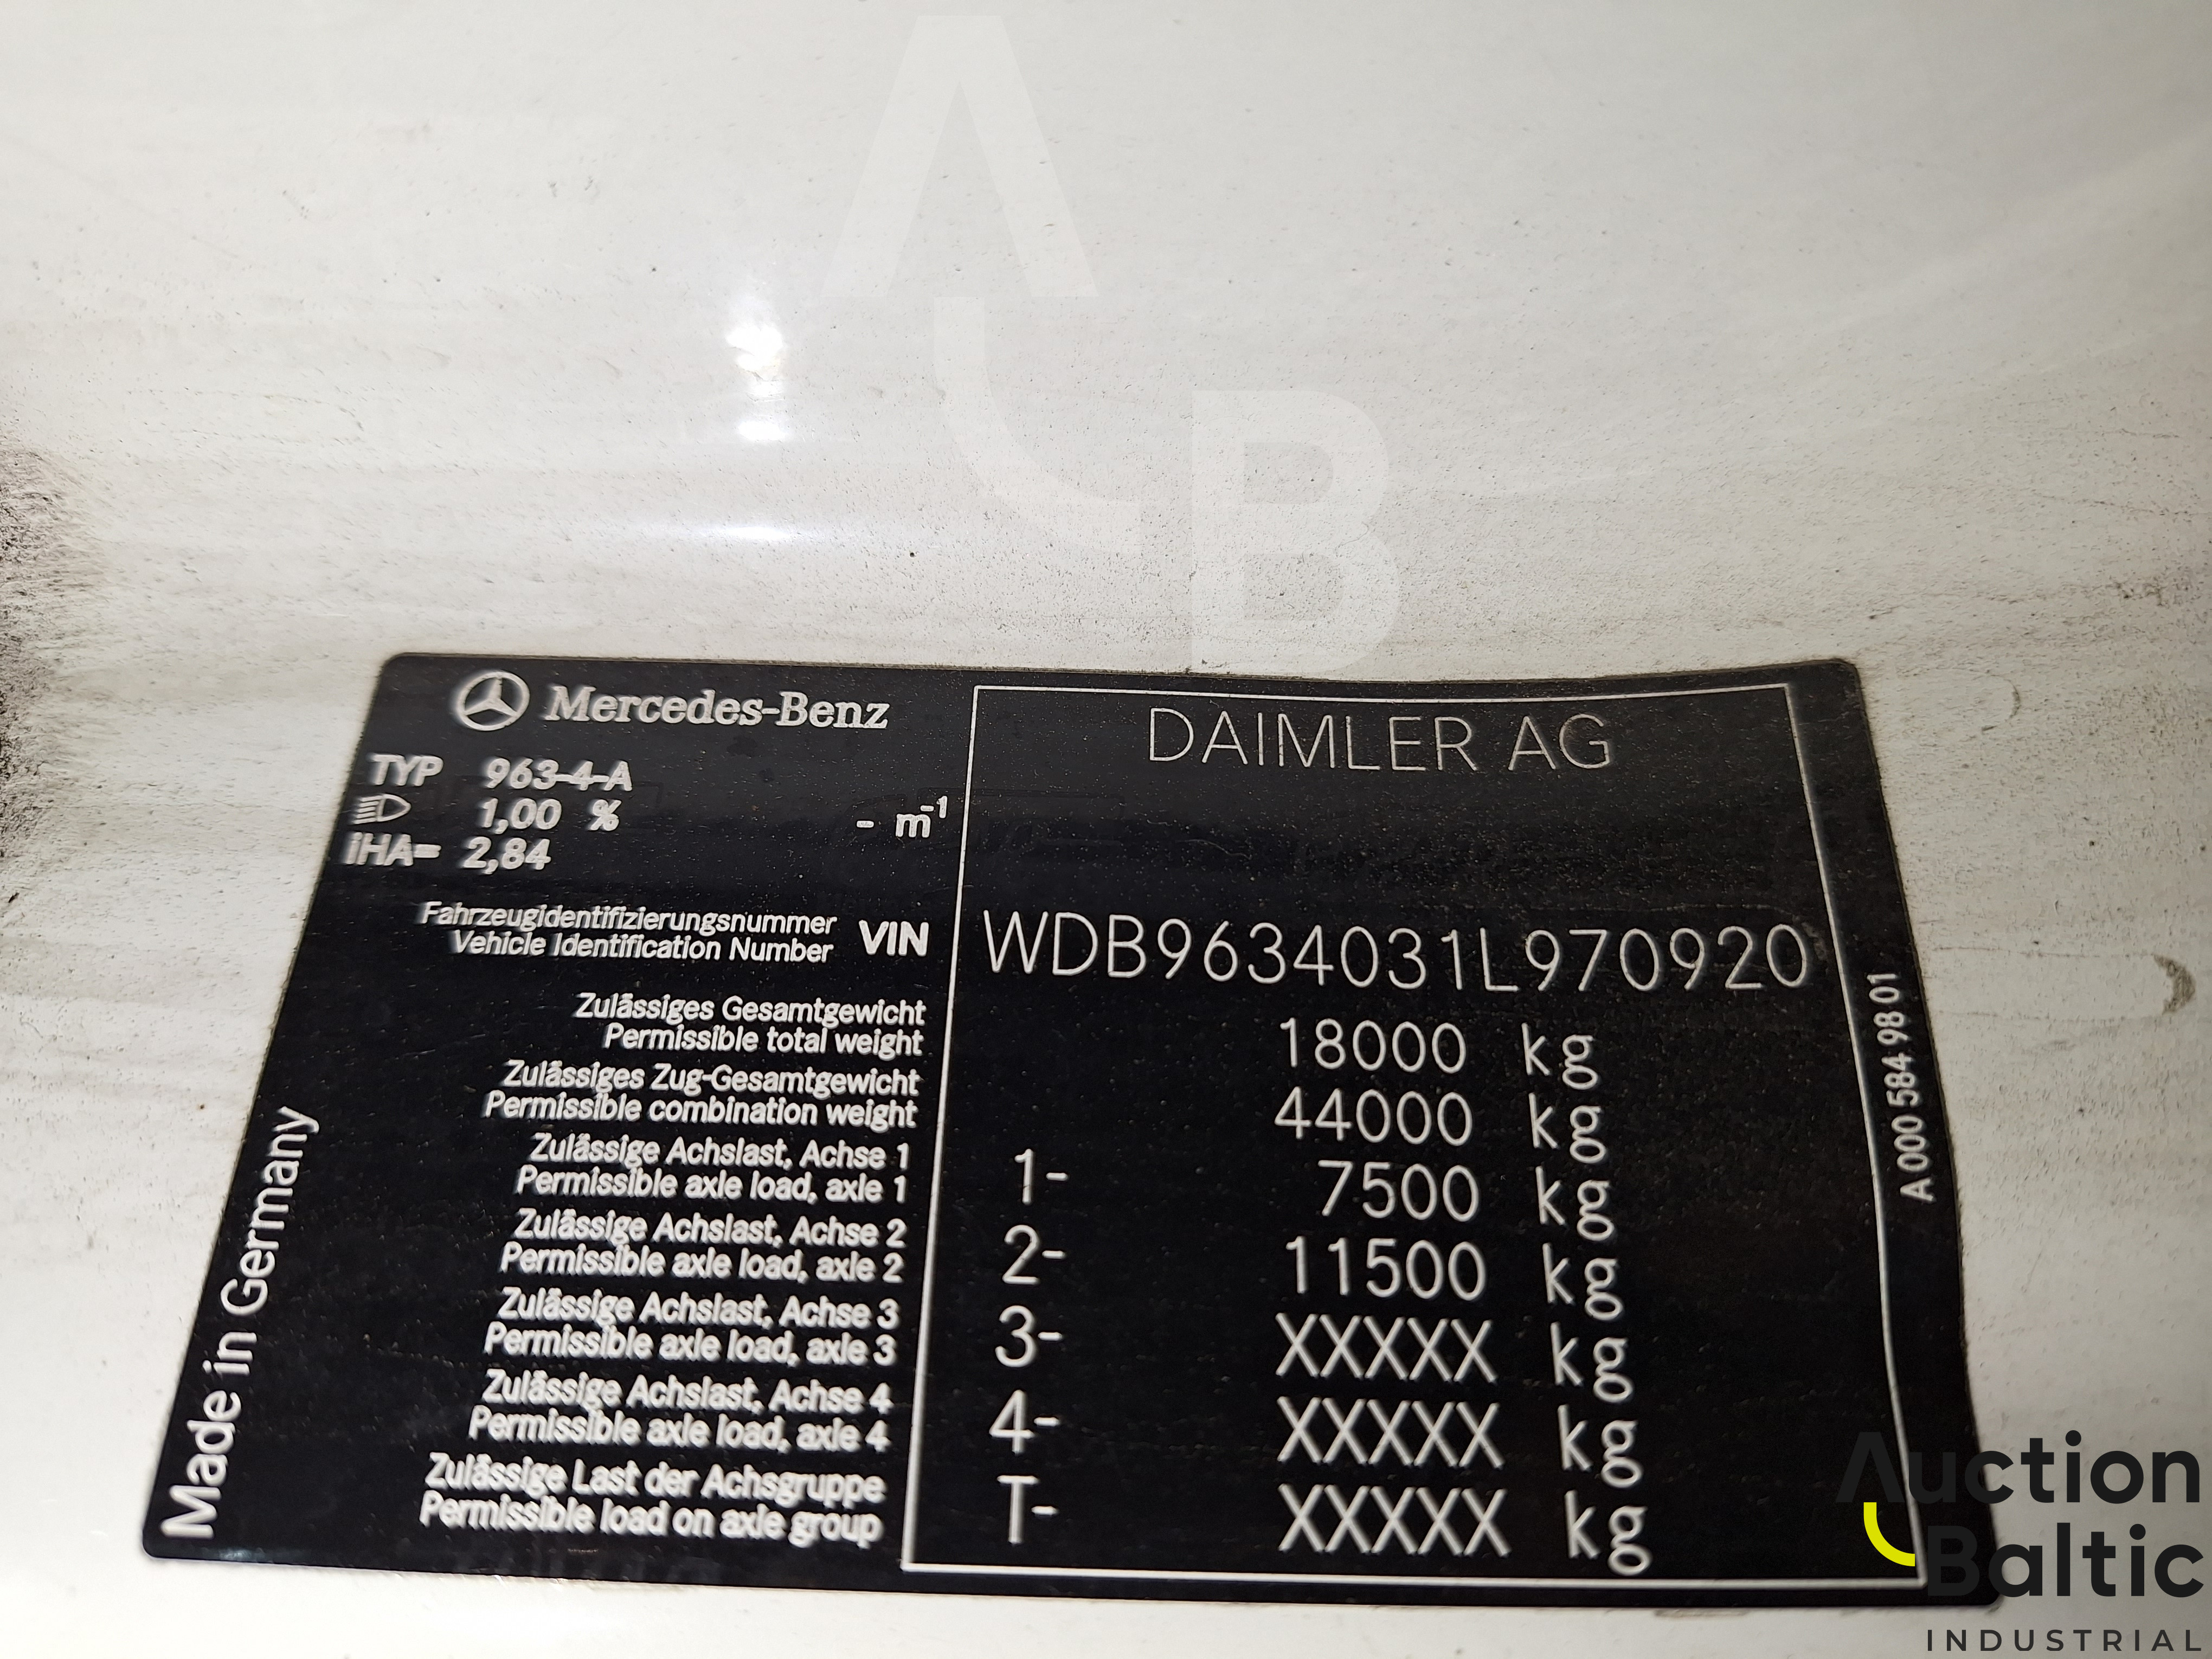 A
B
Mercedes-Benz
TYP 963-4-A
1,00 % - m-1
iHA= 2,84
DAIMLER AG
Fahrzeugidentifizierungsnummer
Vehicle Identification Number
VIN WDB9634031L970920
Zulässiges Gesamtgewicht
Permissible total weight
18000 kg
Zulässiges Zug-Gesamtgewicht
Permissible combination weight
44000 kg
Zulässige Achslast, Achse 1
Permissible axle load, axle 1
1- 7500 kg
Zulässige Achslast, Achse 2
Permissible axle load, axle 2
2- 11500 kg
Zulässige Achslast, Achse 3
Permissible axle load, axle 3
3- XXXXX kg
Zulässige Achslast, Achse 4
Permissible axle load, axle 4
4- XXXXX kg
Zulässige Last der Achsgruppe
Permissible load on axle group
T- XXXXX kg
Made in Germany
A 000 584 98 01
Auction
Baltic
INDUSTRIAL